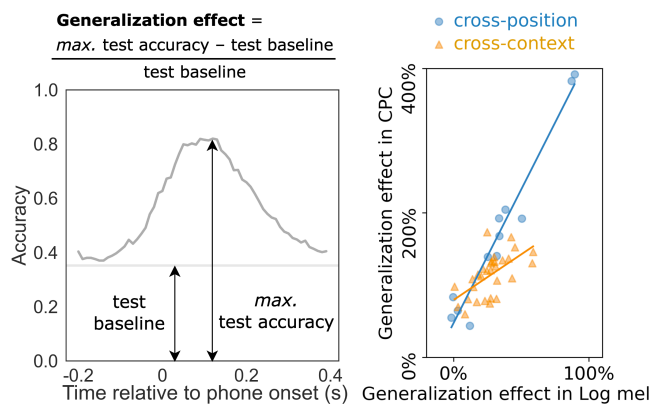 Generalization effect =
max. test accuracy – test baseline
test baseline
1.0
0.8
0.6
0.4
0.2
0.0
Accuracy
test
baseline
max.
test accuracy
-0.2
0
0.2
0.4
Time relative to phone onset (s)
cross-position
cross-context
400%
200%
0%
Generalization effect in CPC
0%
100%
Generalization effect in Log mel